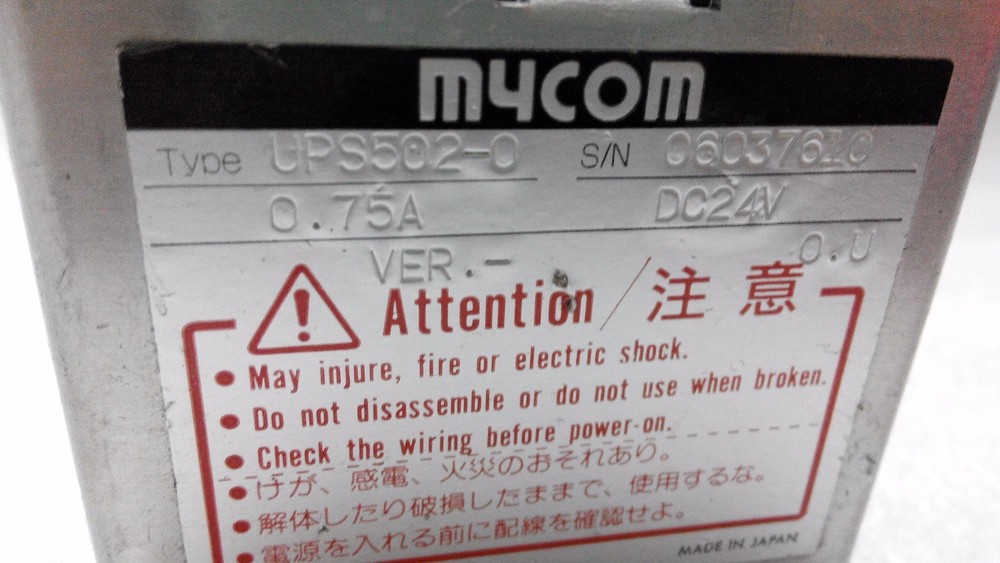 mycom
Type UPS502-0 S/N 06037610
0.75A DC24V
VER.- 0.U
Attention/注意
• May injure, fire or electric shock.
• Do not disassemble or do not use when broken.
• Check the wiring before power-on.
• けが、感電、火災のおそれあり。
• 解体したり破損したままで、使用するな。
• 電源を入れる前に配線を確認せよ。
MADE IN JAPAN